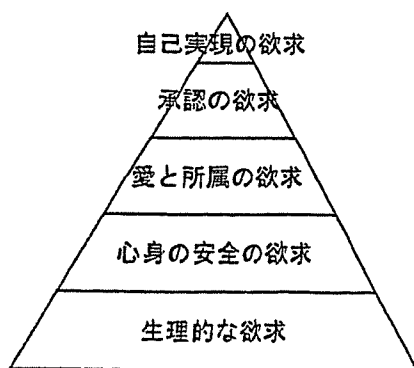 自己実現の欲求
承認の欲求
愛と所属の欲求
心身の安全の欲求
生理的な欲求